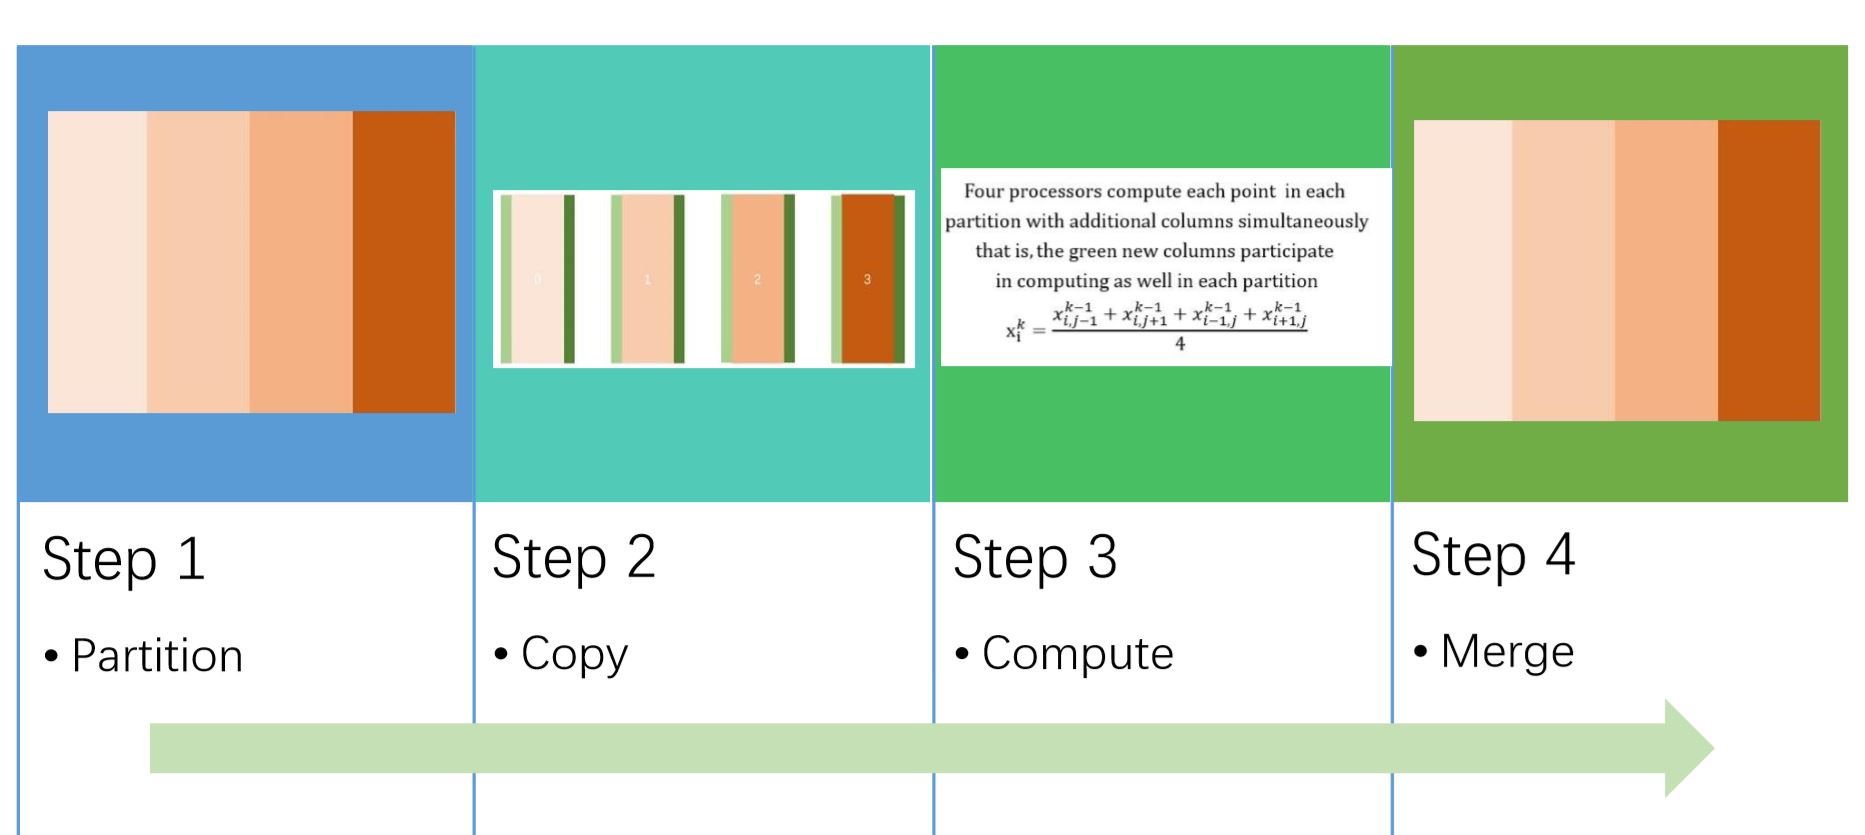 0
1
2
3
Four processors compute each point in each
partition with additional columns simultaneously
that is, the green new columns participate
in computing as well in each partition
x_i^k = (x_{i,j−1}^{k−1} + x_{i,j+1}^{k−1} + x_{i−1,j}^{k−1} + x_{i+1,j}^{k−1}) / 4
Step 1
• Partition
Step 2
• Copy
Step 3
• Compute
Step 4
• Merge